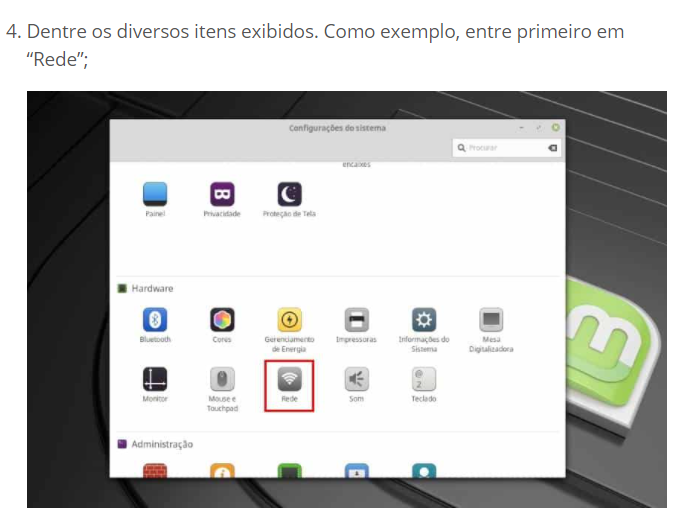 4. Dentre os diversos itens exibidos. Como exemplo, entre primeiro em
“Rede”;
Configurações do sistema
Procurar
encaixes
Painel Privacidade Proteção de Tela
Hardware
Bluetooth Cores Gerenciamento de Energia Impressoras Informações do Sistema Mesa Digitalizadora
Monitor Mouse e Touchpad Rede Som Teclado
Administração